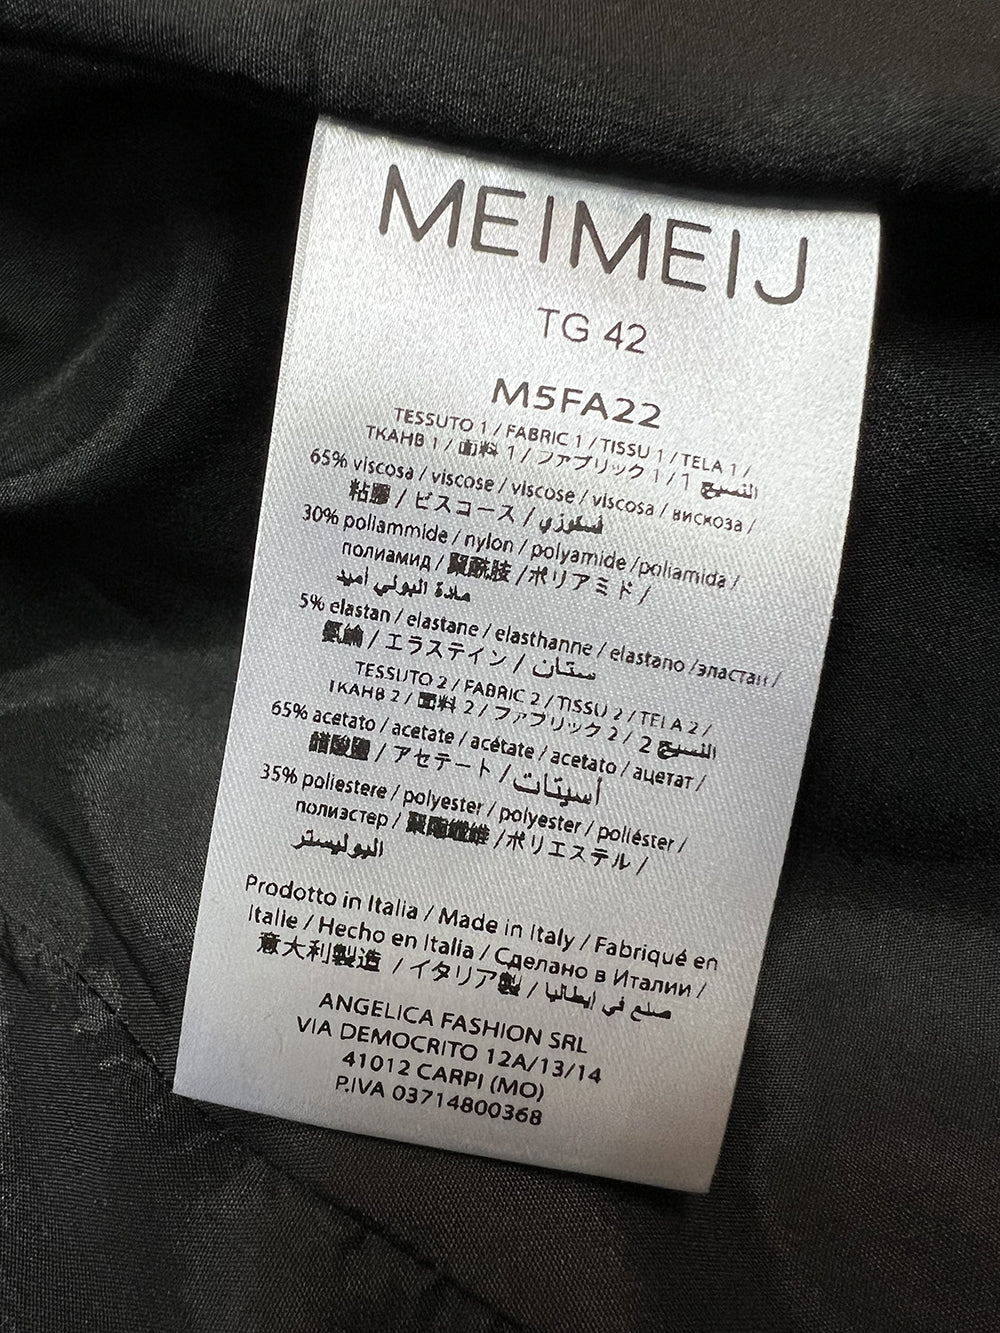 MEIMEIJ
TG 42
M5FA22
TESSUTO 1 / FABRIC 1 / TISSU 1 / TELA 1 /
ТКАНВ 1 / 面料 1 / ファブリック 1 / 1 النسيج
65% viscosa / viscose / viscose / viscosa / вискоза /
粘膠 / ビスコース / فسكوزي
30% poliammide / nylon / polyamide /poliamida /
полиамид / 聚酰胺 /ポリアミド /
مادة البولي أميد
5% elastan / elastane / elasthanne / elastano /эластан /
氨綸 / エラスティン / ستان
TESSUTO 2 / FABRIC 2 / TISSU 2 / TELA 2 /
ТКАНВ 2 / 面料 2 / ファブリック 2 / 2 النسيج
65% acetato / acetate / acétate / acetato / ацетат /
醋酸鹽 / アセテート / أسيتات
35% poliestere / polyester / polyester / poliéster /
полиэстер / 聚酯纖維 /ポリエステル /
البوليستر
Prodotto in Italia / Made in Italy / Fabriqué en
Italie / Hecho en Italia / Сделано в Италии /
意大利製造 / イタリア製 / صنع في إيطاليا
ANGELICA FASHION SRL
VIA DEMOCRITO 12A/13/14
41012 CARPI (MO)
P.IVA 03714800368